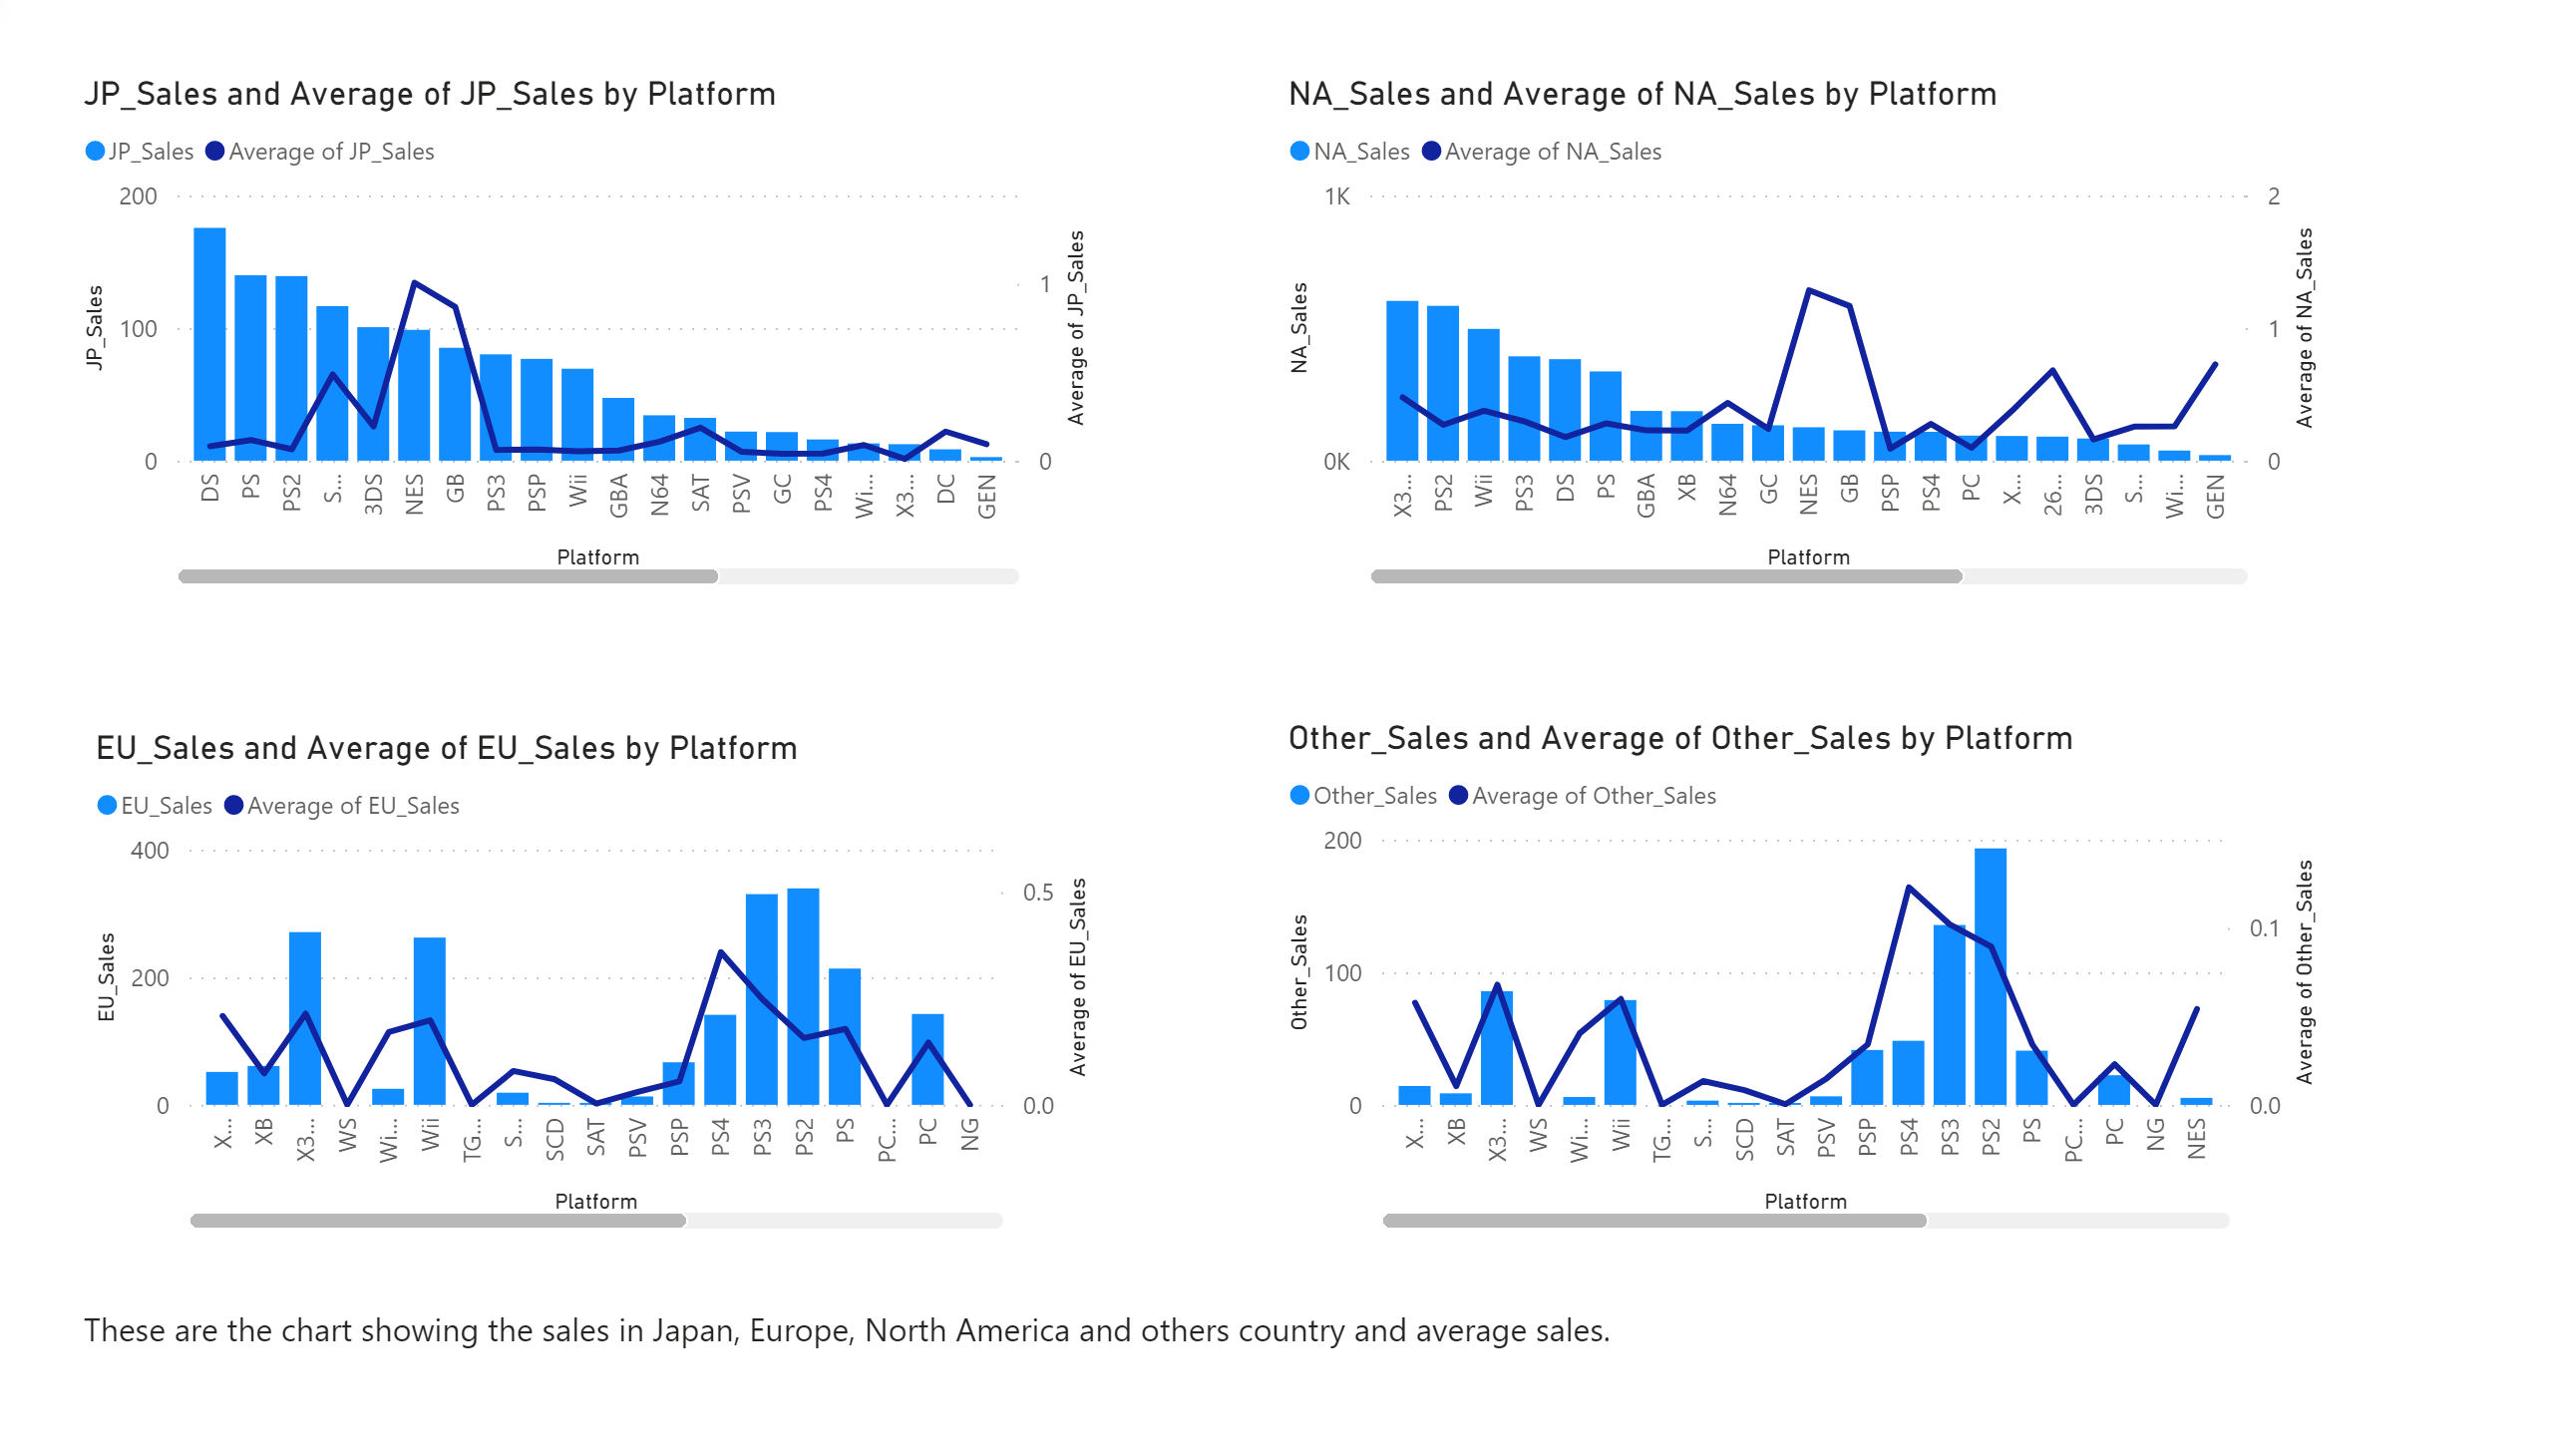 JP_Sales and Average of JP_Sales by Platform
JP_Sales Average of JP_Sales
200
100
0
1
0
JP_Sales
Average of JP_Sales
DS PS PS2 S... 3DS NES GB PS3 PSP Wii GBA N64 SAT PSV GC PS4 Wi... X3... DC GEN
Platform
NA_Sales and Average of NA_Sales by Platform
NA_Sales Average of NA_Sales
1K
0K
2
1
0
NA_Sales
Average of NA_Sales
X3... PS2 Wii PS3 DS PS GBA XB N64 GC NES GB PSP PS4 PC X... 26... 3DS S... Wi... GEN
Platform
EU_Sales and Average of EU_Sales by Platform
EU_Sales Average of EU_Sales
400
200
0
0.5
0.0
EU_Sales
Average of EU_Sales
X... XB X3... WS Wi... Wii TG... S... SCD SAT PSV PSP PS4 PS3 PS2 PS PC... PC NG
Platform
Other_Sales and Average of Other_Sales by Platform
Other_Sales Average of Other_Sales
200
100
0
0.1
0.0
Other_Sales
Average of Other_Sales
X... XB X3... WS Wi... Wii TG... S... SCD SAT PSV PSP PS4 PS3 PS2 PS PC... PC NG NES
Platform
These are the chart showing the sales in Japan, Europe, North America and others country and average sales.